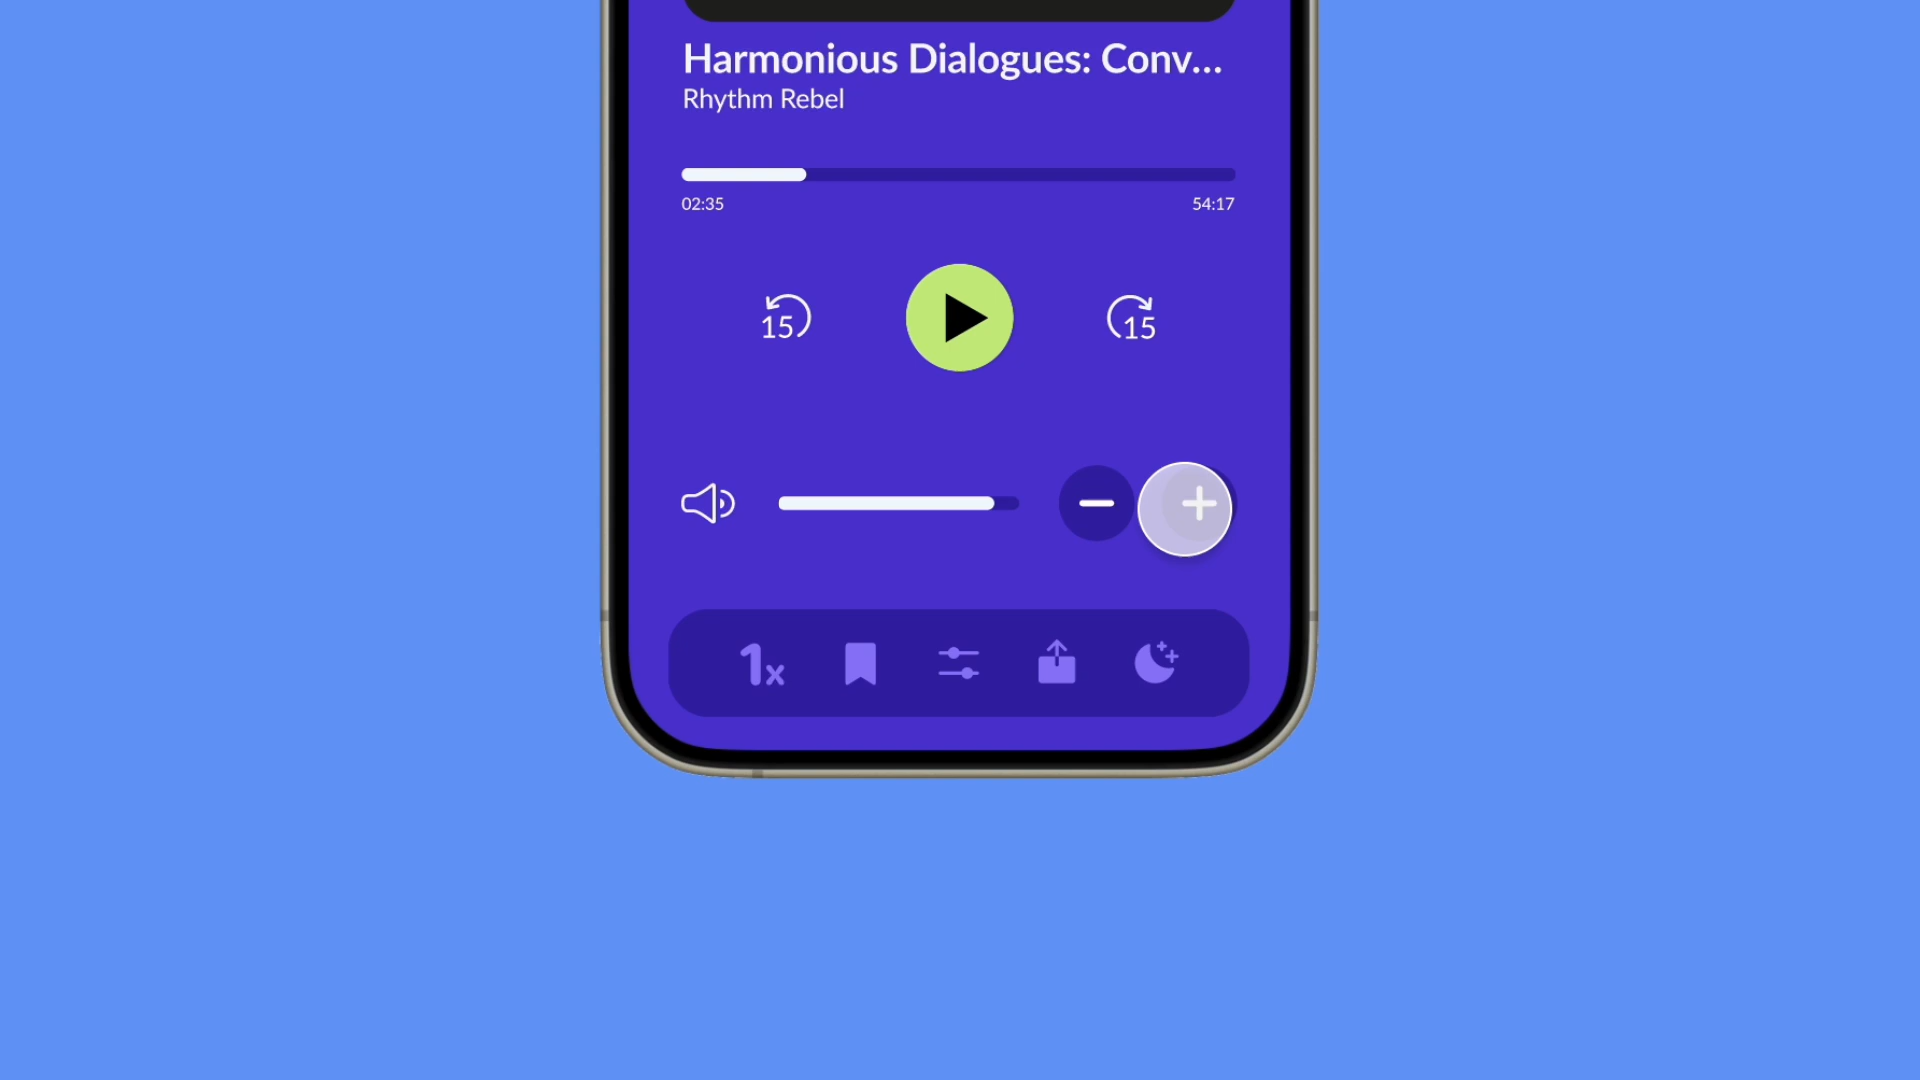 Harmonious Dialogues: Conv...
Rhythm Rebel
02:35 54:17
15 15
1x